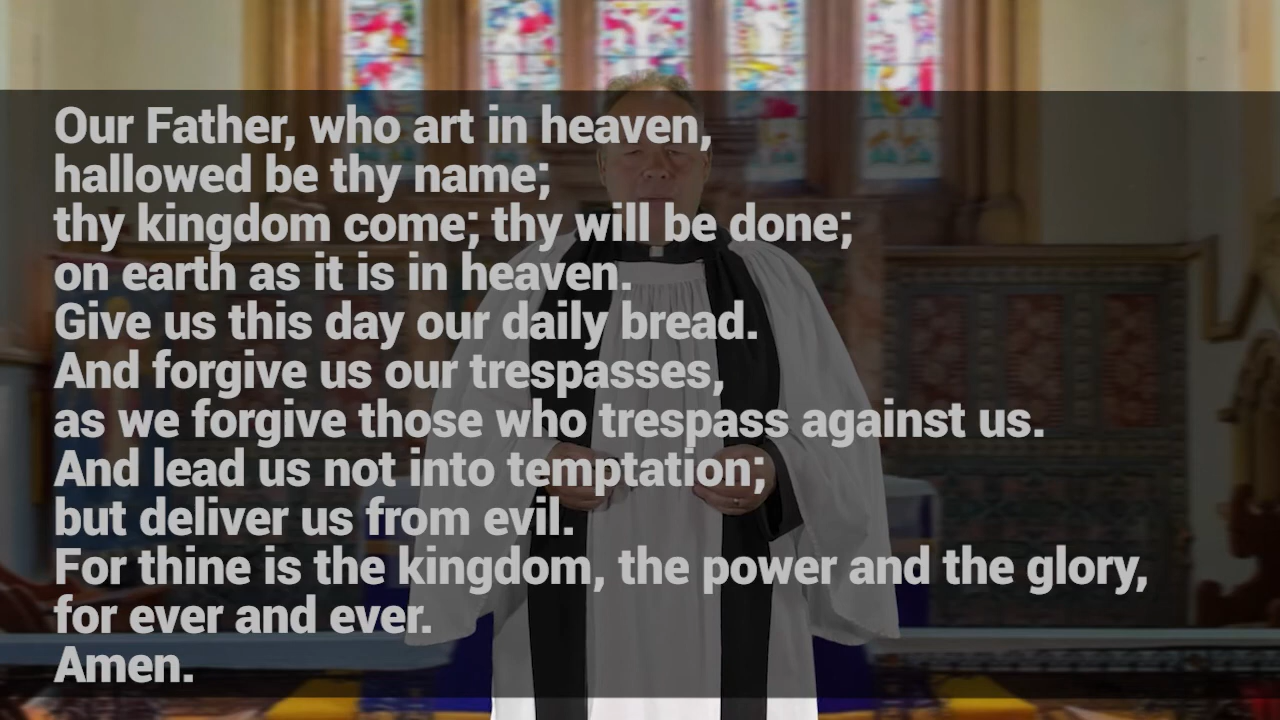 Our Father, who art in heaven,
hallowed be thy name;
thy kingdom come; thy will be done;
on earth as it is in heaven.
Give us this day our daily bread.
And forgive us our trespasses,
as we forgive those who trespass against us.
And lead us not into temptation;
but deliver us from evil.
For thine is the kingdom, the power and the glory,
for ever and ever.
Amen.